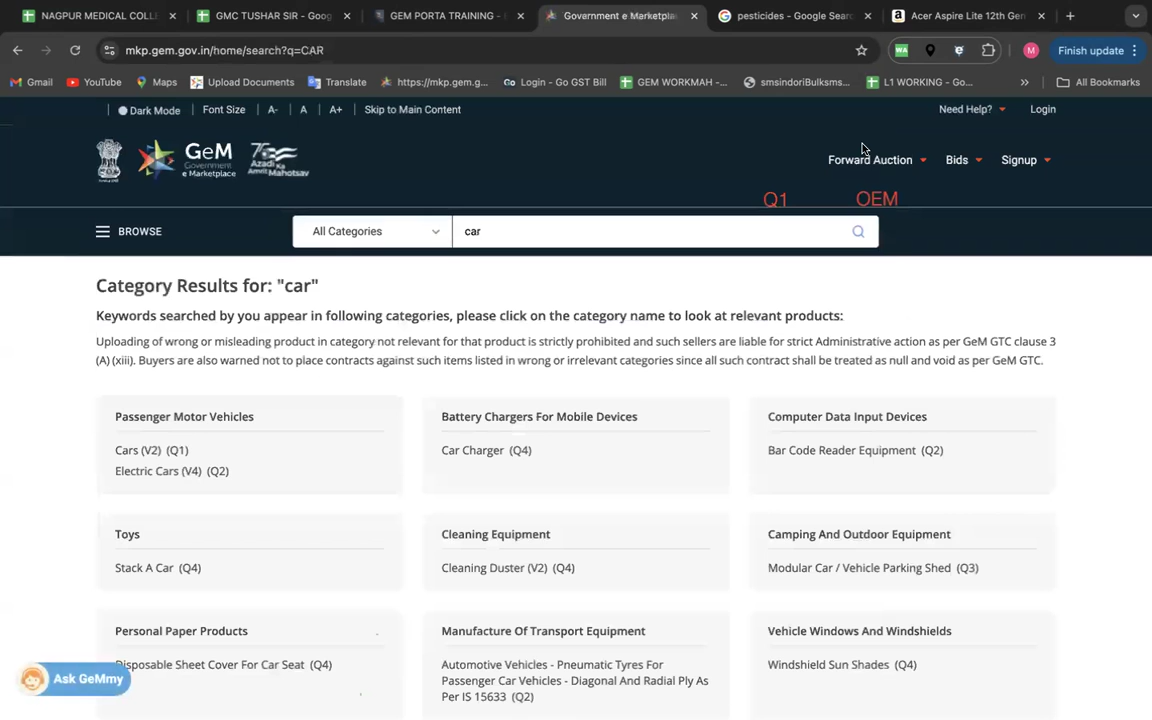 NAGPUR MEDICAL COLL
GMC TUSHAR SIR - Goog
GEM PORTA TRAINING -
Government e Marketpla
pesticides - Google Sear
Acer Aspire Lite 12th Gen
mkp.gem.gov.in/home/search?q=CAR
Finish update
Gmail
YouTube
Maps
Upload Documents
Translate
https://mkp.gem.g...
Login - Go GST Bill
GEM WORKMAH -...
smsindoriBulksms...
L1 WORKING - Go...
All Bookmarks
Dark Mode
Font Size
A-
A
A+
Skip to Main Content
Need Help?
Login
GeM
Government
e Marketplace
Azadi Ka
Amrit Mahotsav
Forward Auction
Bids
Signup
Q1
OEM
BROWSE
All Categories
car
Category Results for: "car"
Keywords searched by you appear in following categories, please click on the category name to look at relevant products:
Uploading of wrong or misleading product in category not relevant for that product is strictly prohibited and such sellers are liable for strict Administrative action as per GeM GTC clause 3
(A) (xiii). Buyers are also warned not to place contracts against such items listed in wrong or irrelevant categories since all such contract shall be treated as null and void as per GeM GTC.
Passenger Motor Vehicles
Cars (V2) (Q1)
Electric Cars (V4) (Q2)
Battery Chargers For Mobile Devices
Car Charger (Q4)
Computer Data Input Devices
Bar Code Reader Equipment (Q2)
Toys
Stack A Car (Q4)
Cleaning Equipment
Cleaning Duster (V2) (Q4)
Camping And Outdoor Equipment
Modular Car / Vehicle Parking Shed (Q3)
Personal Paper Products
Disposable Sheet Cover For Car Seat (Q4)
Manufacture Of Transport Equipment
Automotive Vehicles - Pneumatic Tyres For
Passenger Car Vehicles - Diagonal And Radial Ply As
Per IS 15633 (Q2)
Vehicle Windows And Windshields
Windshield Sun Shades (Q4)
Ask GeMmy